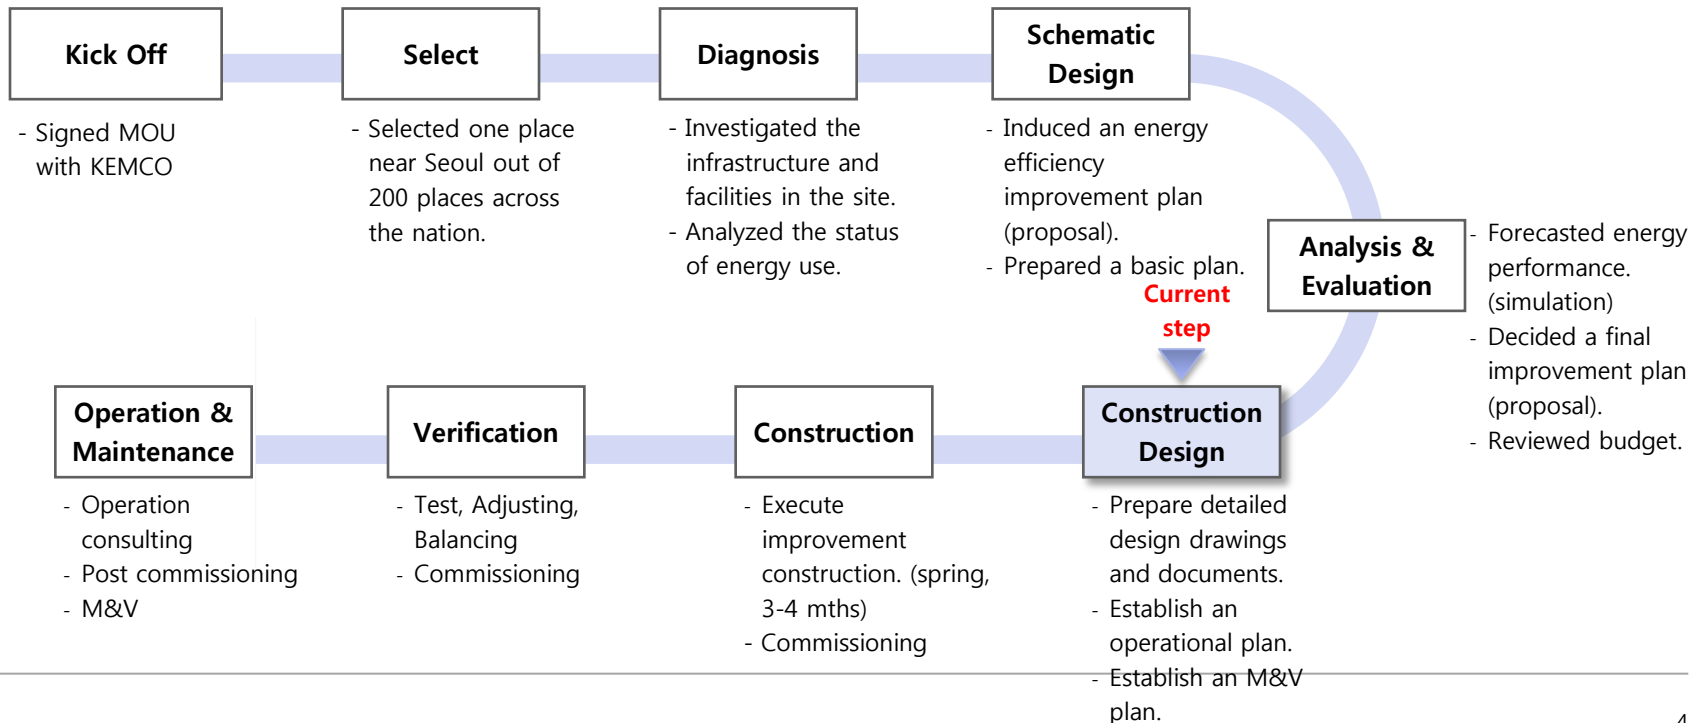 Kick Off
- Signed MOU
with KEMCO
Select
- Selected one place
near Seoul out of
200 places across
the nation.
Diagnosis
- Investigated the
infrastructure and
facilities in the site.
- Analyzed the status
of energy use.
Schematic
Design
- Induced an energy
efficiency
improvement plan
(proposal).
- Prepared a basic plan.
Analysis &
Evaluation
- Forecasted energy
performance.
(simulation)
- Decided a final
improvement plan
(proposal).
- Reviewed budget.
Current
step
Construction
Design
- Prepare detailed
design drawings
and documents.
- Establish an
operational plan.
- Establish an M&V
plan.
Construction
- Execute
improvement
construction. (spring,
3-4 mths)
- Commissioning
Verification
- Test, Adjusting,
Balancing
- Commissioning
Operation &
Maintenance
- Operation
consulting
- Post commissioning
- M&V
4